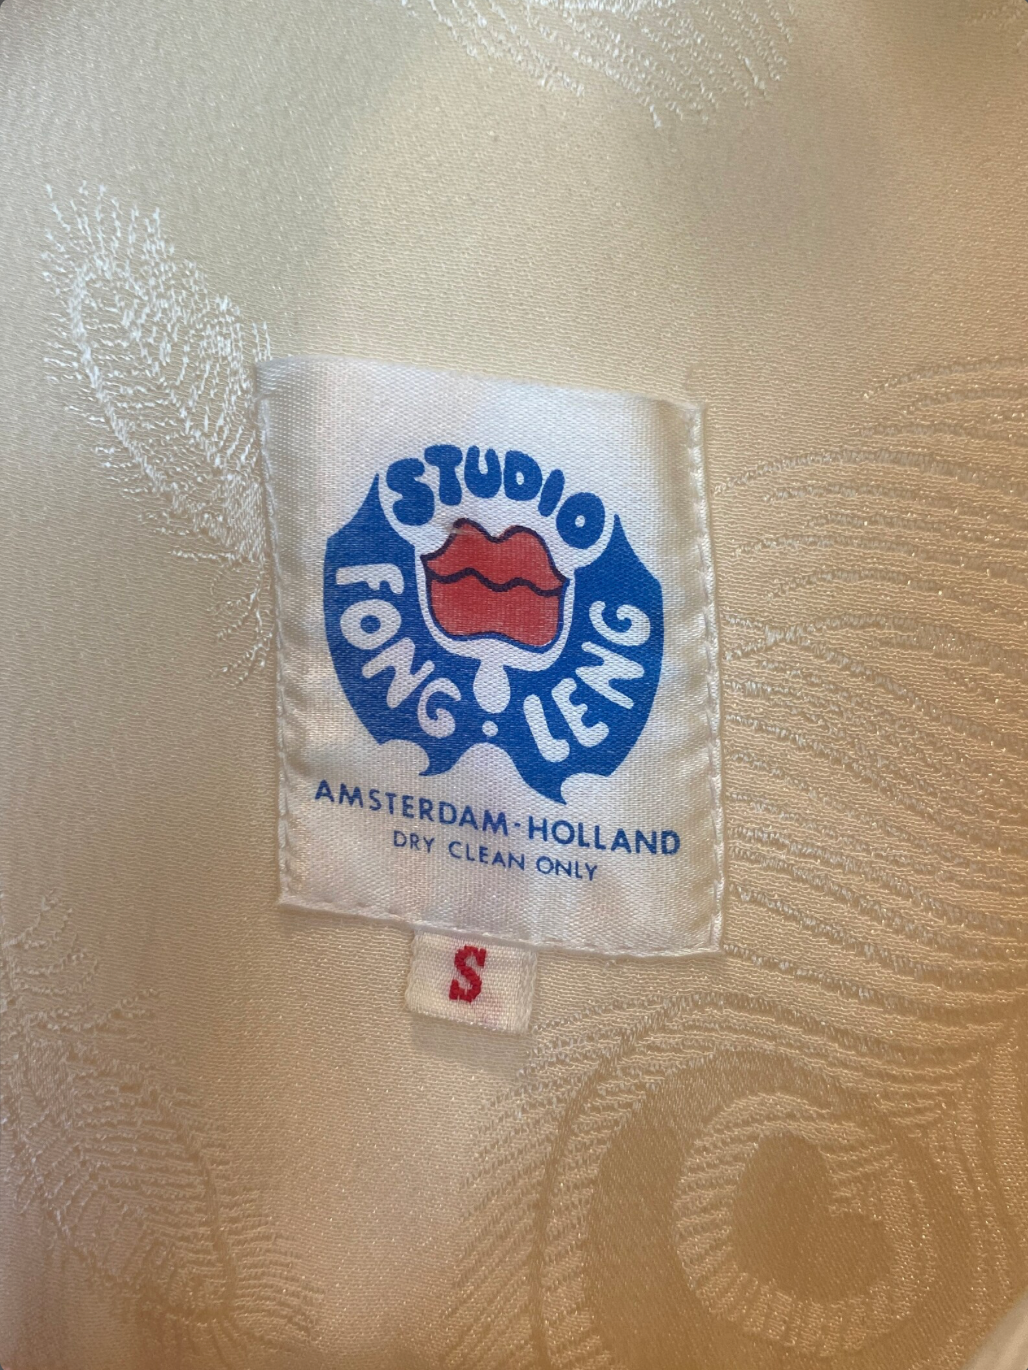 STUDIO
FONG LENG
AMSTERDAM-HOLLAND
DRY CLEAN ONLY
S